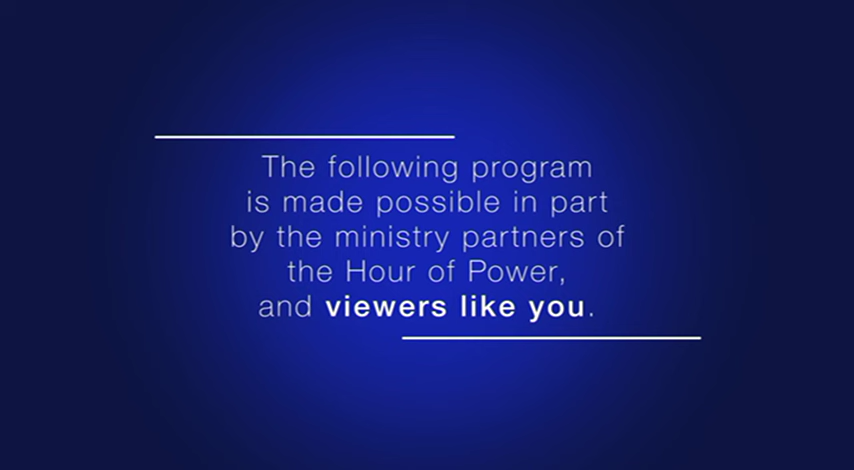 The following program
is made possible in part
by the ministry partners of
the Hour of Power,
and viewers like you.